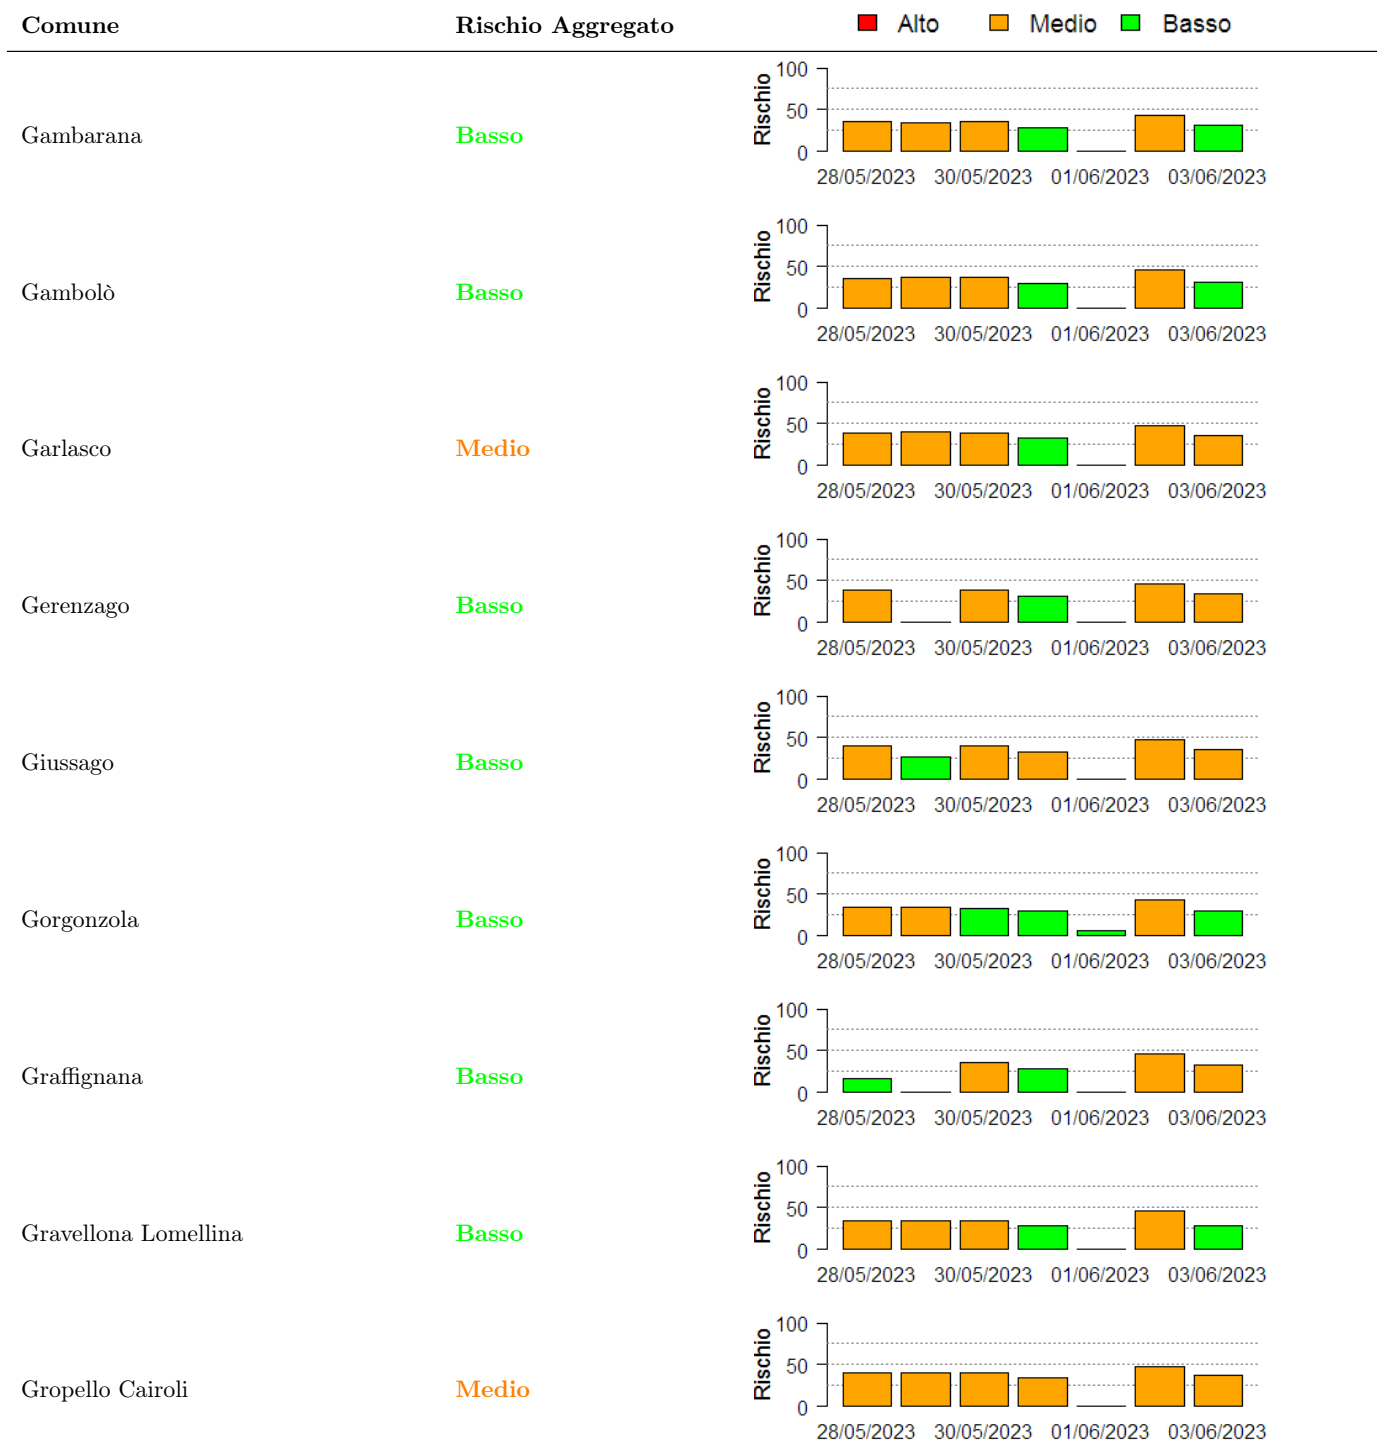 Comune Rischio Aggregato Alto Medio Basso
100
50
0
Rischio
Gambarana Basso
28/05/2023 30/05/2023 01/06/2023 03/06/2023
100
50
0
Rischio
Gambolò Basso
28/05/2023 30/05/2023 01/06/2023 03/06/2023
100
50
0
Rischio
Garlasco Medio
28/05/2023 30/05/2023 01/06/2023 03/06/2023
100
50
0
Rischio
Gerenzago Basso
28/05/2023 30/05/2023 01/06/2023 03/06/2023
100
50
0
Rischio
Giussago Basso
28/05/2023 30/05/2023 01/06/2023 03/06/2023
100
50
0
Rischio
Gorgonzola Basso
28/05/2023 30/05/2023 01/06/2023 03/06/2023
100
50
0
Rischio
Graffignana Basso
28/05/2023 30/05/2023 01/06/2023 03/06/2023
100
50
0
Rischio
Gravellona Lomellina Basso
28/05/2023 30/05/2023 01/06/2023 03/06/2023
100
50
0
Rischio
Gropello Cairoli Medio
28/05/2023 30/05/2023 01/06/2023 03/06/2023